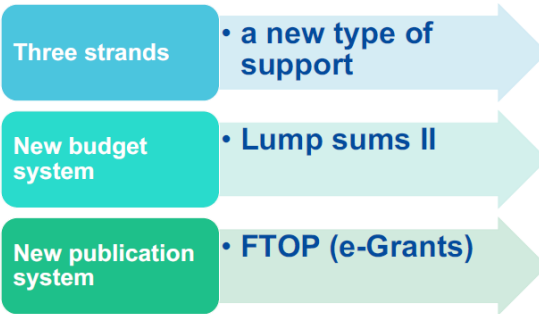 Three strands
• a new type of
support
New budget
system
• Lump sums II
New publication
system
• FTOP (e-Grants)